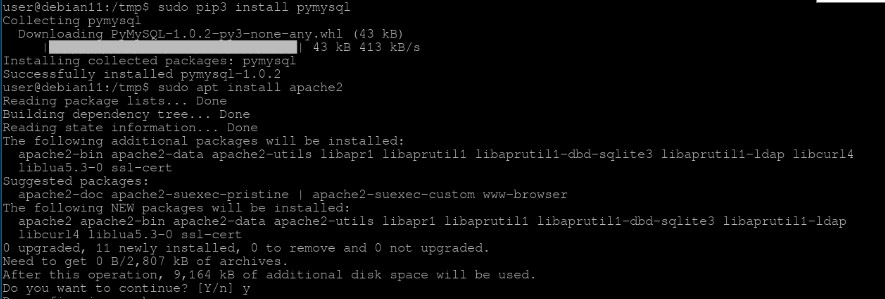 user@debian11:/tmp$ sudo pip3 install pymysql
Collecting pymysql
Downloading PyMySQL-1.0.2-py3-none-any.whl (43 kB)
|████████████████████████████████| 43 kB 413 kB/s
Installing collected packages: pymysql
Successfully installed pymysql-1.0.2
user@debian11:/tmp$ sudo apt install apache2
Reading package lists... Done
Building dependency tree... Done
Reading state information... Done
The following additional packages will be installed:
apache2-bin apache2-data apache2-utils libapr1 libaprutil1 libaprutil1-dbd-sqlite3 libaprutil1-ldap libcurl4
liblua5.3-0 ssl-cert
Suggested packages:
apache2-doc apache2-suexec-pristine | apache2-suexec-custom www-browser
The following NEW packages will be installed:
apache2 apache2-bin apache2-data apache2-utils libapr1 libaprutil1 libaprutil1-dbd-sqlite3 libaprutil1-ldap
libcurl4 liblua5.3-0 ssl-cert
0 upgraded, 11 newly installed, 0 to remove and 0 not upgraded.
Need to get 0 B/2,807 kB of archives.
After this operation, 9,164 kB of additional disk space will be used.
Do you want to continue? [Y/n] y